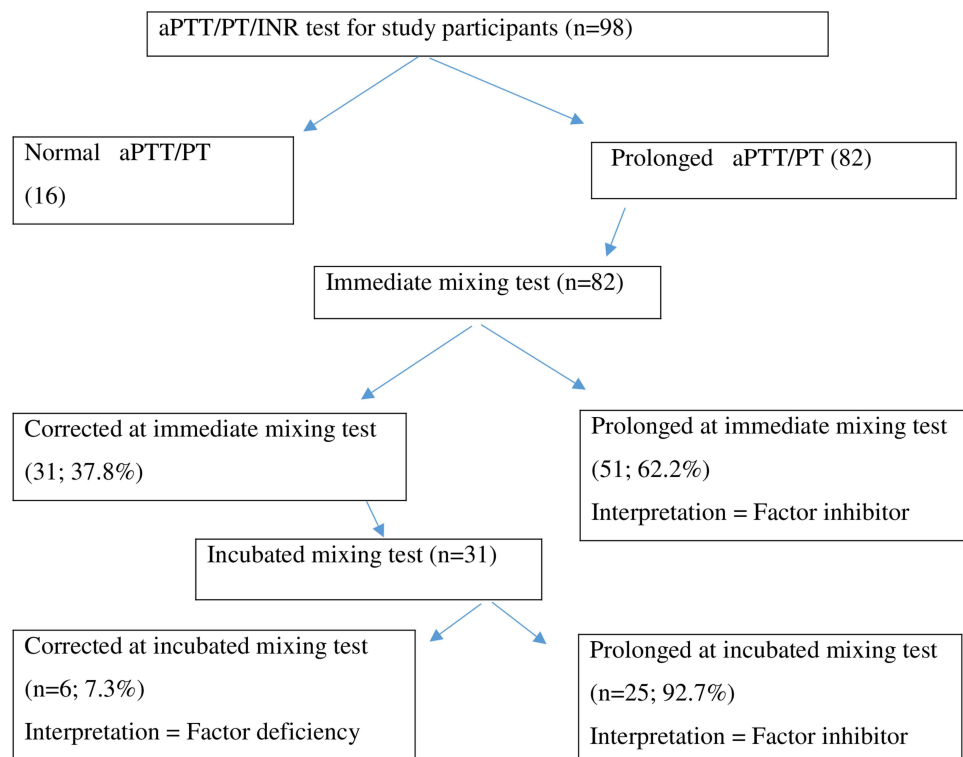 aPTT/PT/INR test for study participants (n=98)
Normal aPTT/PT
(16)
Prolonged aPTT/PT (82)
Immediate mixing test (n=82)
Corrected at immediate mixing test
(31; 37.8%)
Prolonged at immediate mixing test
(51; 62.2%)
Interpretation = Factor inhibitor
Incubated mixing test (n=31)
Corrected at incubated mixing test
(n=6; 7.3%)
Interpretation = Factor deficiency
Prolonged at incubated mixing test
(n=25; 92.7%)
Interpretation = Factor inhibitor